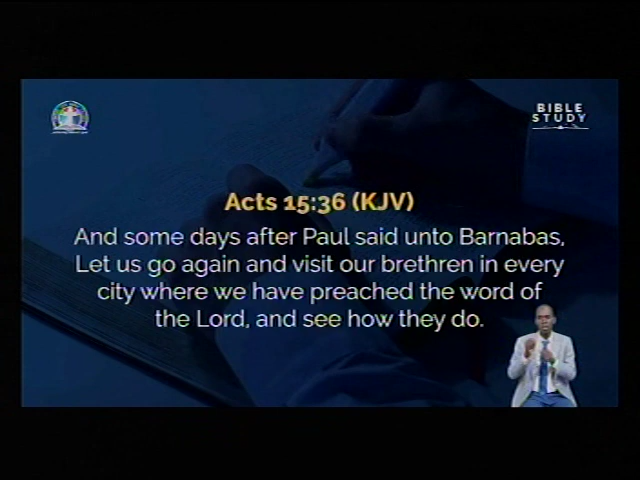 BIBLE
STUDY
Acts 15:36 (KJV)
And some days after Paul said unto Barnabas,
Let us go again and visit our brethren in every
city where we have preached the word of
the Lord, and see how they do.